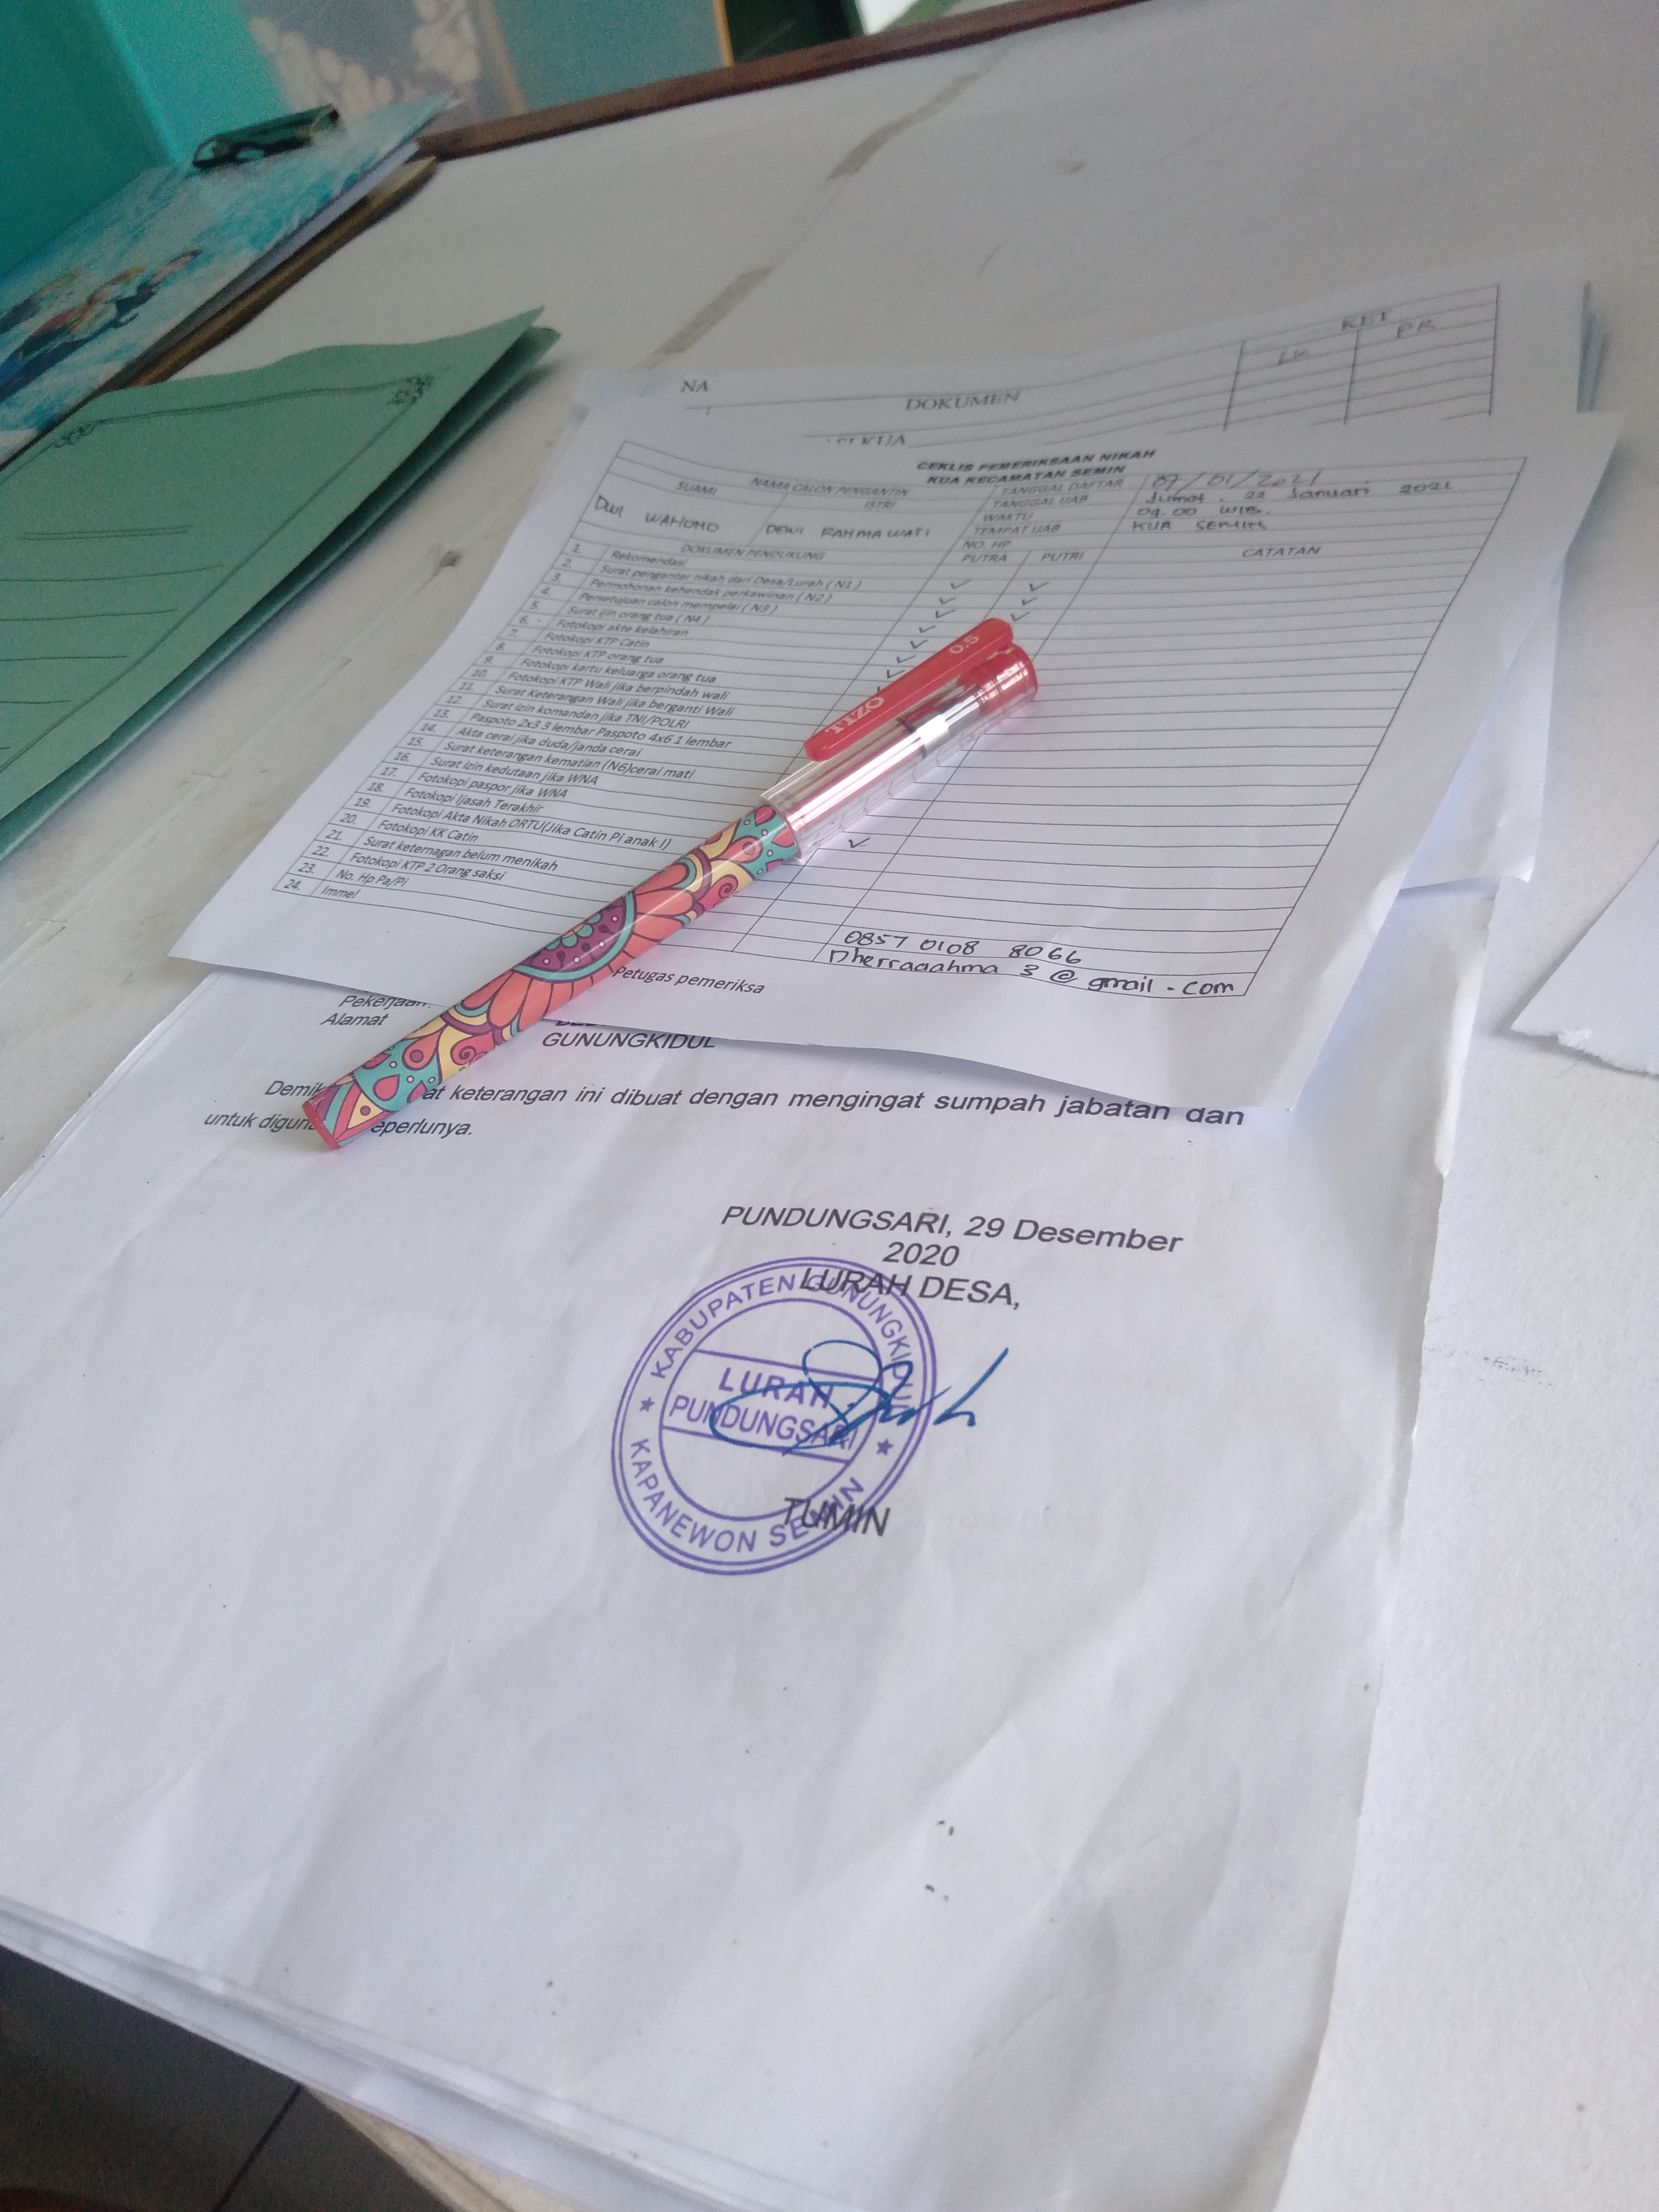 KET
NA
DOKUMEN
LK
PR
KUA
CEKLIS PEMERIKSAAN NIKAH
KUA KECAMATAN SEMIN
NAMA CALON PENGANTIN
SUAMI
ISTRI
DWI WAHONO
DEWI RAHMA WATI
TANGGAL DAFTAR 07/01/2021
TANGGAL IJAB Jumat, 22 Januari 2021
WAKTU 09.00 WIB.
TEMPAT IJAB KUA SEMIN
NO. HP
DOKUMEN PENDUKUNG
PUTRA
PUTRI
CATATAN
1. Rekomendasi
2. Surat pengantar nikah dari Desa/Lurah ( N1 )
3. Permohonan kehendak perkawinan ( N2 )
4. Persetujuan calon mempelai ( N3 )
5. Surat ijin orang tua ( N4 )
6. Fotokopi akte kelahiran
7. Fotokopi KTP Catin
8. Fotokopi KTP orang tua
9. Fotokopi kartu keluarga orang tua
10. Fotokopi KTP Wali jika berpindah wali
11. Surat Keterangan Wali jika berganti Wali
12. Surat izin komandan jika TNI/POLRI
13. Paspoto 2x3 3 lembar Paspoto 4x6 1 lembar
14. Akta cerai jika duda/janda cerai
15. Surat keterangan kematian (N6)cerai mati
16. Surat izin kedutaan jika WNA
17. Fotokopi paspor jika WNA
18. Fotokopi Ijasah Terakhir
19. Fotokopi Akta Nikah ORTU(Jika Catin Pi anak I)
20. Fotokopi KK Catin
21. Surat keternagan belum menikah
22. Fotokopi KTP 2 Orang saksi
23. No. Hp Pa/Pi 0857 0108 8066
24. Immel Dherraqahma 3 @ gmail - com
Petugas pemeriksa
TIZO 0.5
Pekerjaan
Alamat
GUNUNGKIDUL
keterangan ini dibuat dengan mengingat sumpah jabatan dan
untuk
PUNDUNGSARI, 29 Desember
2020
LURAH DESA,
KABUPATEN GUNUNGKIDUL
LURAH
PUNDUNGSARI
KAPANEWON SEMIN
TUMIN